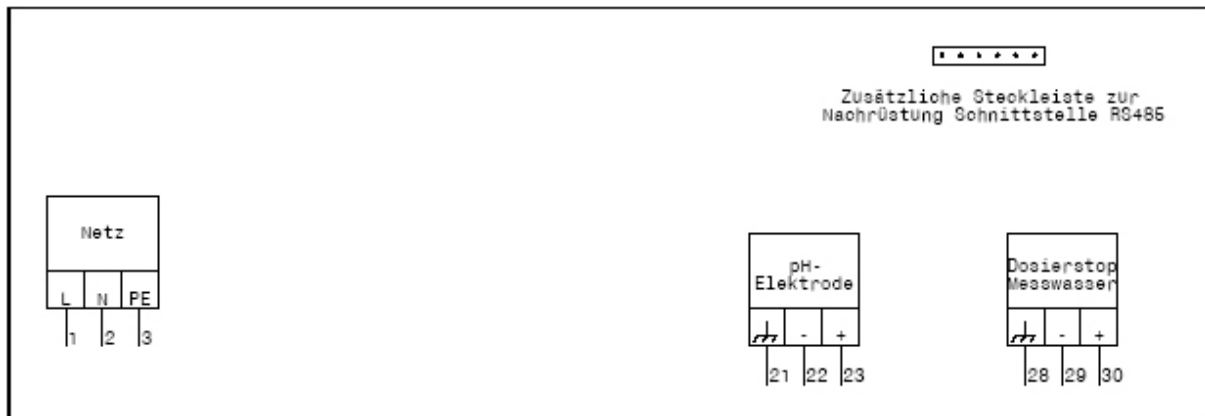 Zusätzliche Steckleiste zur
Nachrüstung Schnittstelle RS485
Netz
L N PE
1 2 3
pH-
Elektrode
- +
21 22 23
Dosierstop
Messwasser
- +
28 29 30